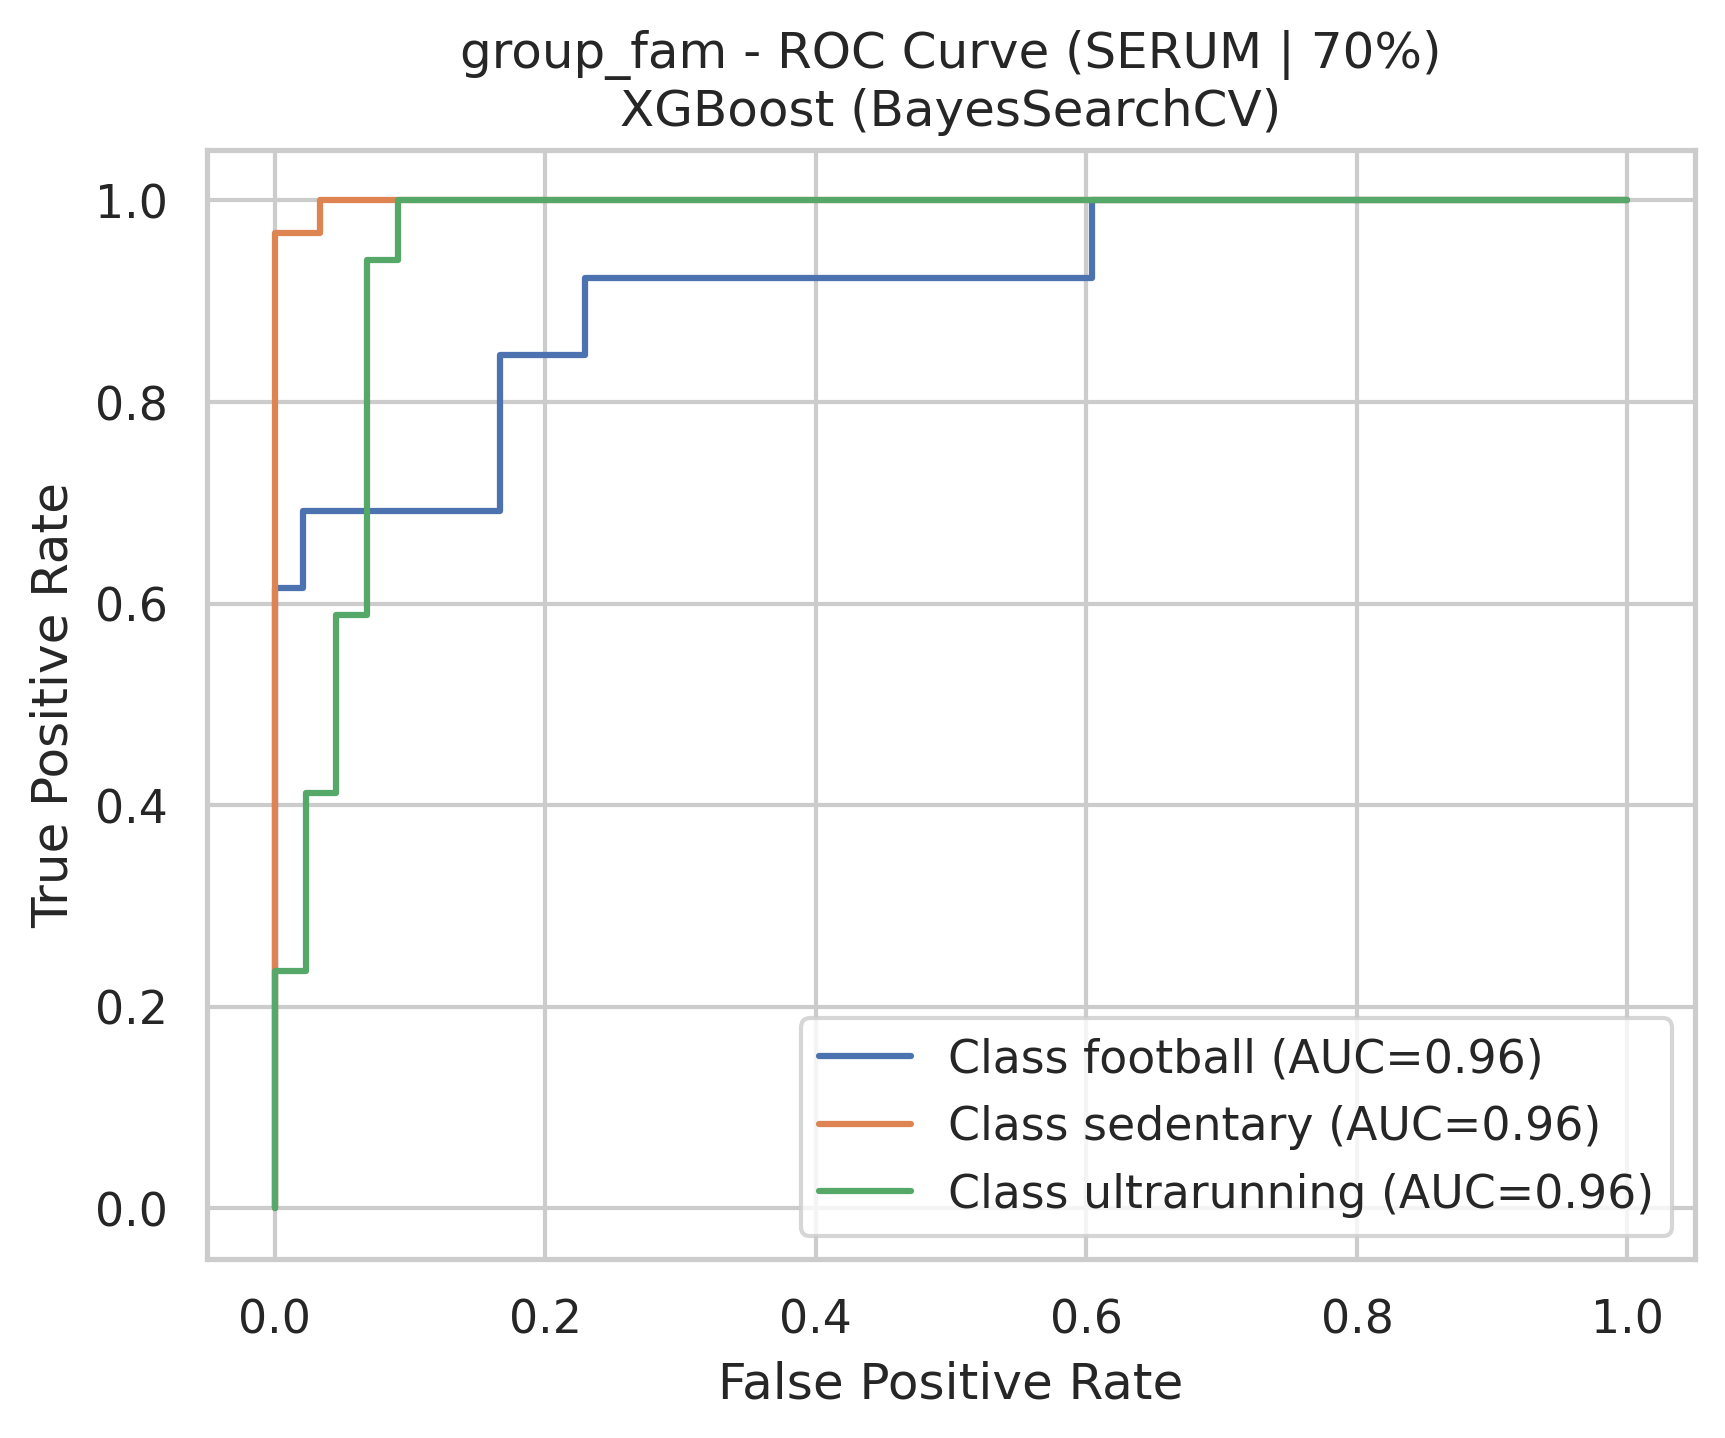 group_fam - ROC Curve (SERUM | 70%)
XGBoost (BayesSearchCV)
True Positive Rate
1.0
0.8
0.6
0.4
0.2
0.0
Class football (AUC=0.96)
Class sedentary (AUC=0.96)
Class ultrarunning (AUC=0.96)
0.0 0.2 0.4 0.6 0.8 1.0
False Positive Rate